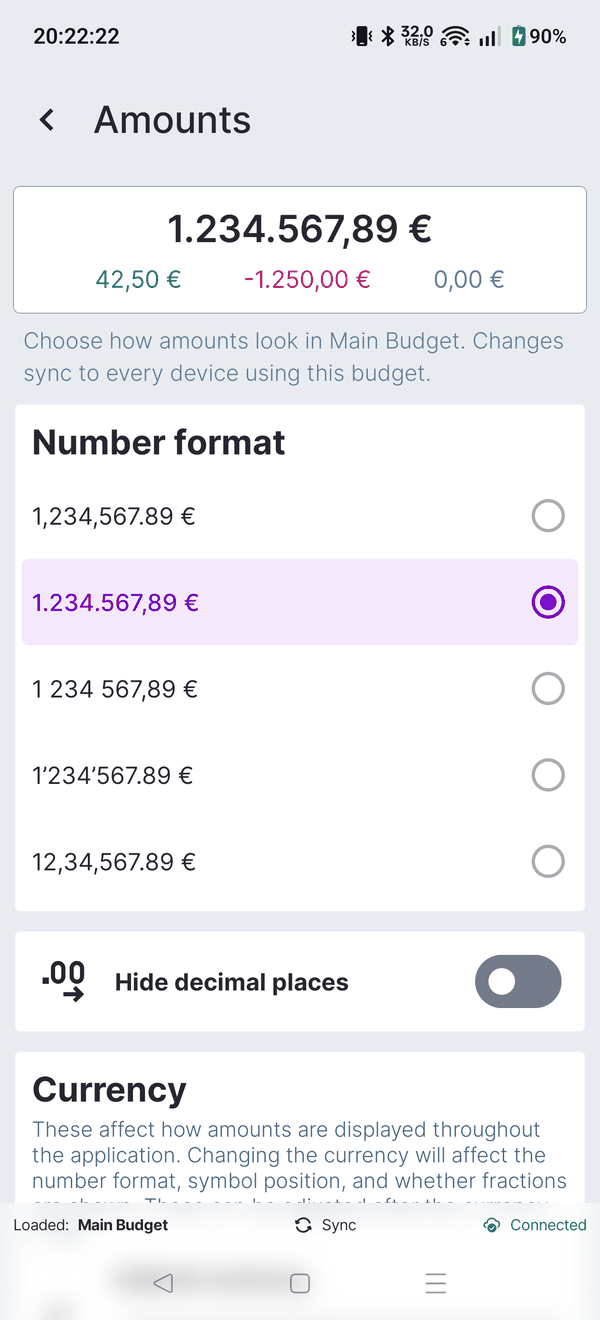 20:22:22
32.0
KB/S
6
90%
Amounts
1.234.567,89 €
42,50 €
-1.250,00 €
0,00 €
Choose how amounts look in Main Budget. Changes
sync to every device using this budget.
Number format
1,234,567.89 €
1.234.567,89 €
1 234 567,89 €
1’234’567.89 €
12,34,567.89 €
.00
Hide decimal places
Currency
These affect how amounts are displayed throughout
the application. Changing the currency will affect the
number format, symbol position, and whether fractions
Loaded: Main Budget
Sync
Connected